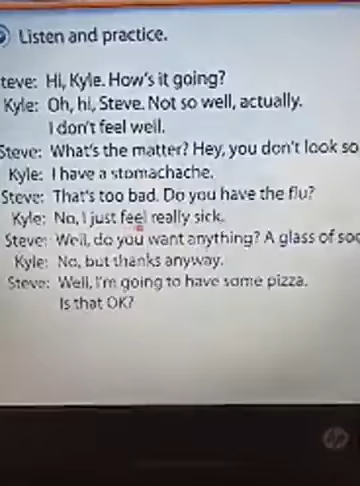 Listen and practice.
teve: Hi, Kyle. How's it going?
Kyle: Oh, hi, Steve. Not so well, actually.
I don't feel well.
Steve: What's the matter? Hey, you don't look so
Kyle: I have a stomachache.
Steve: That's too bad. Do you have the flu?
Kyle: No, I just feel really sick.
Steve: Well, do you want anything? A glass of
Kyle: No, but thanks anyway.
Steve: Well, I'm going to have some pizza.
Is that OK?
hp